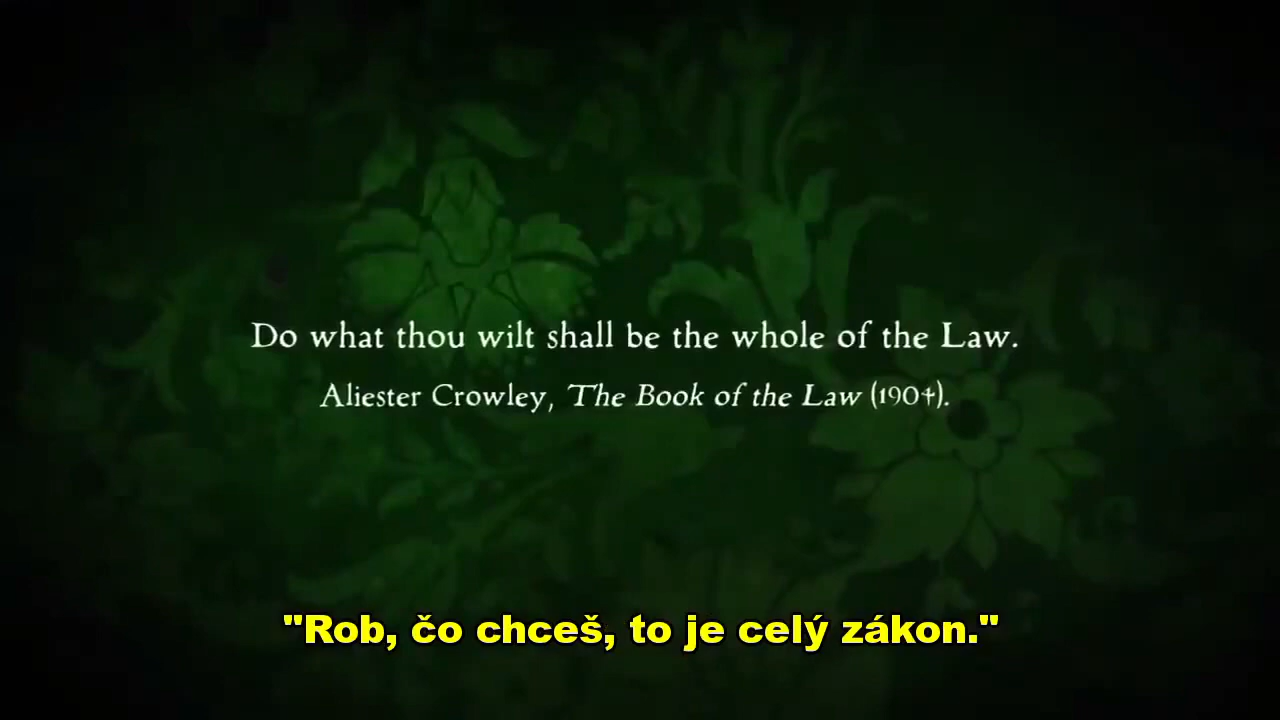 Do what thou wilt shall be the whole of the Law.
Aliester Crowley, The Book of the Law (1904).
"Rob, čo chceš, to je celý zákon."